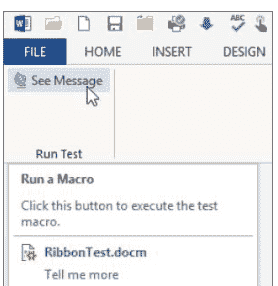 ABC
FILE HOME INSERT DESIGN
See Message
Run Test
Run a Macro
Click this button to execute the test
macro.
RibbonTest.docm
Tell me more